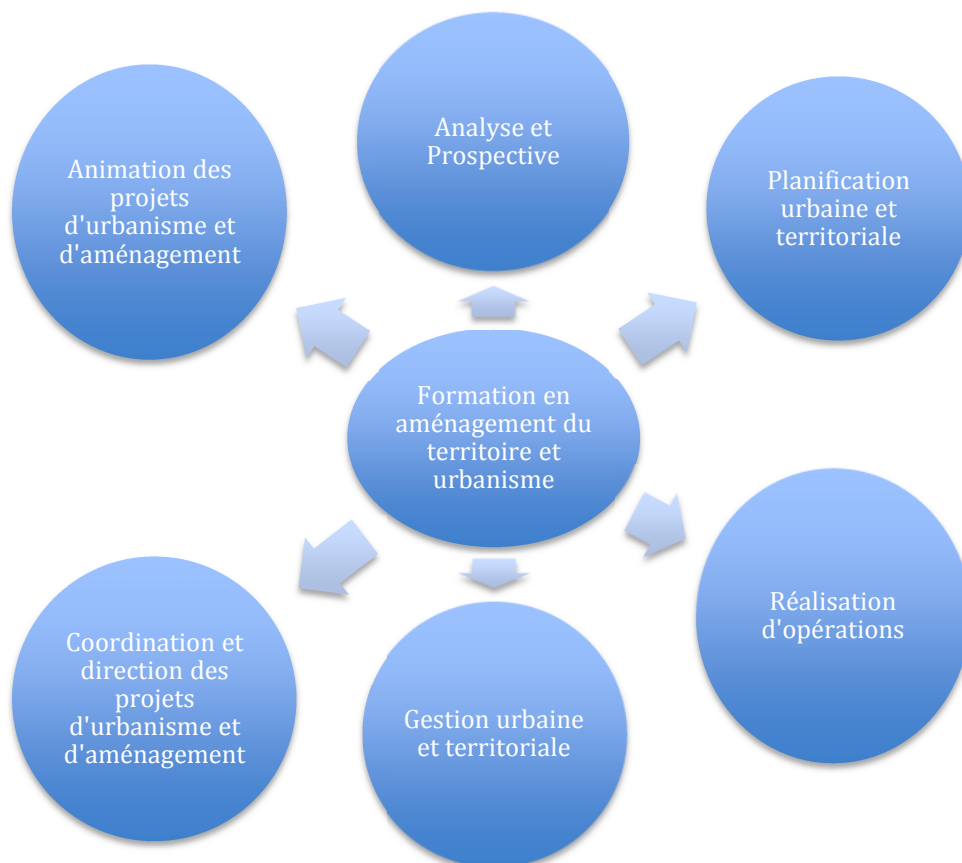 Analyse et
Prospective
Animation des
projets
d'urbanisme et
d'aménagement
Planification
urbaine et
territoriale
Formation en
aménagement du
territoire et
urbanisme
Réalisation
d'opérations
Coordination et
direction des
projets
d'urbanisme et
d'aménagement
Gestion urbaine
et territoriale